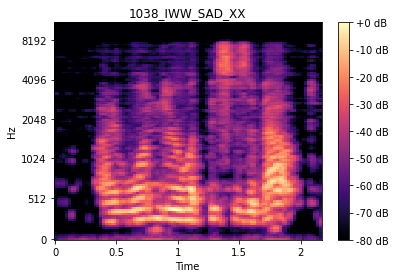 1038_IWW_SAD_XX
8192
4096
2048
1024
512
0
Hz
0
0.5
1
1.5
2
Time
+0 dB
-10 dB
-20 dB
-30 dB
-40 dB
-50 dB
-60 dB
-70 dB
-80 dB